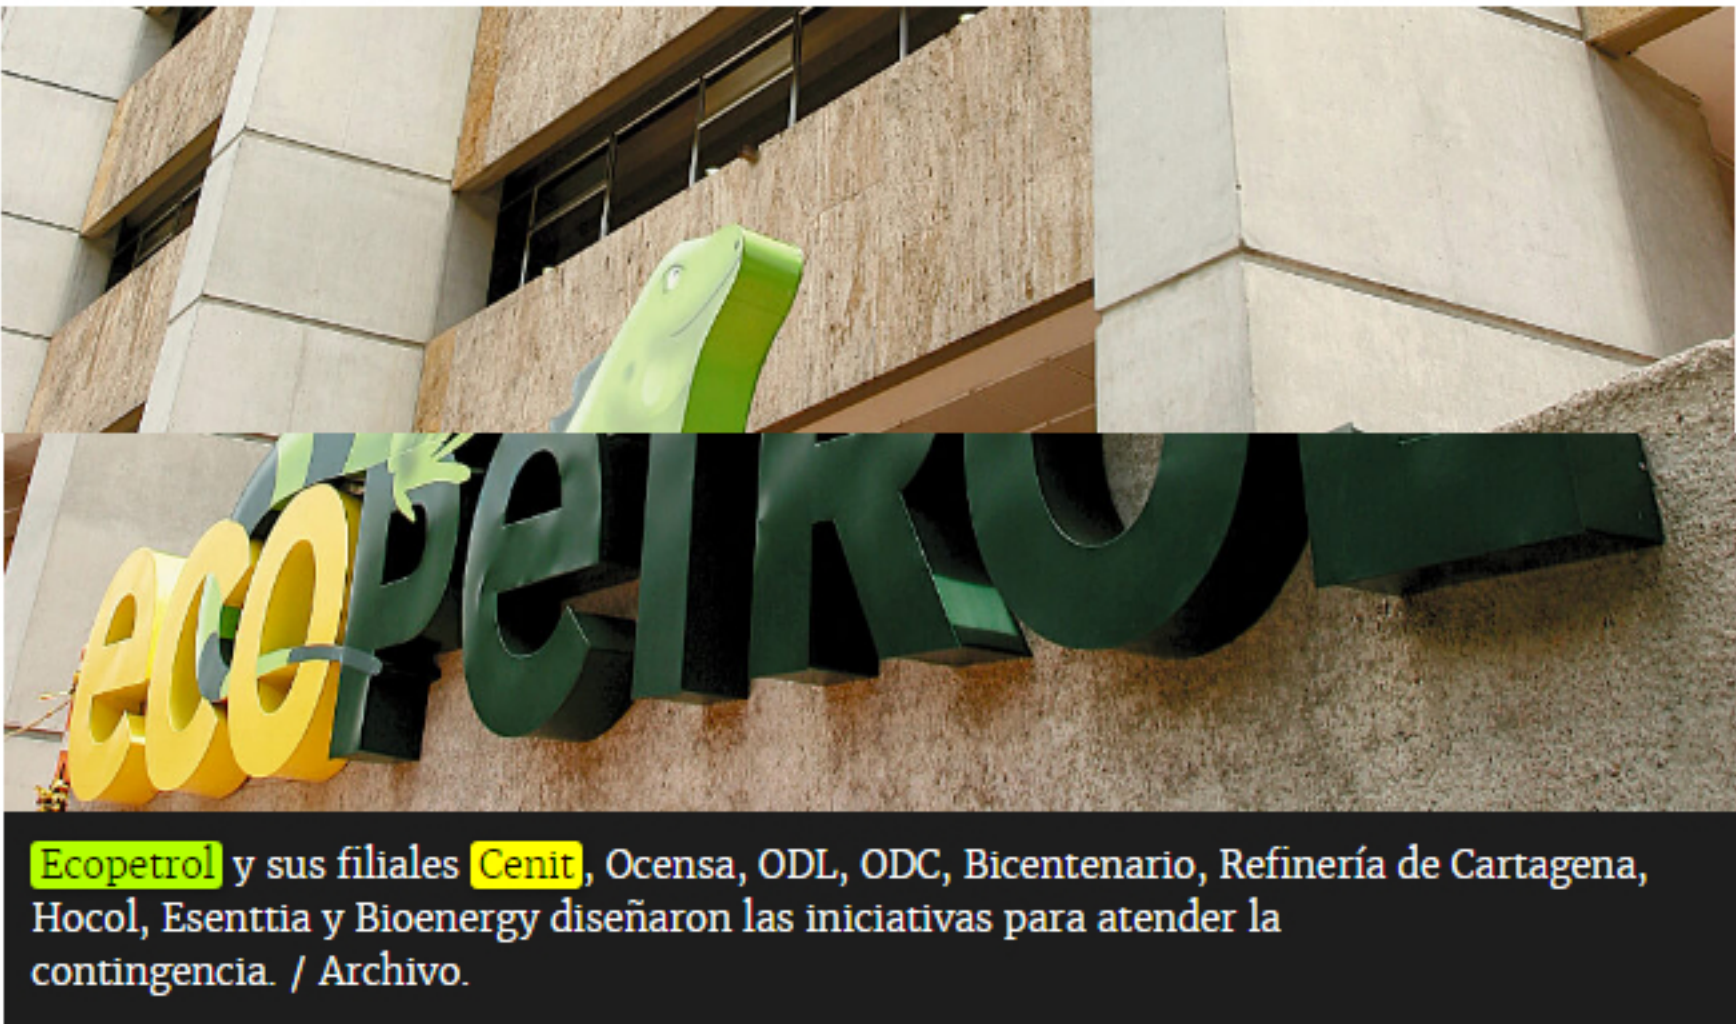 ecopetrol
Ecopetrol y sus filiales Cenit, Ocensa, ODL, ODC, Bicentenario, Refinería de Cartagena,
Hocol, Esenttia y Bioenergy diseñaron las iniciativas para atender la
contingencia. / Archivo.